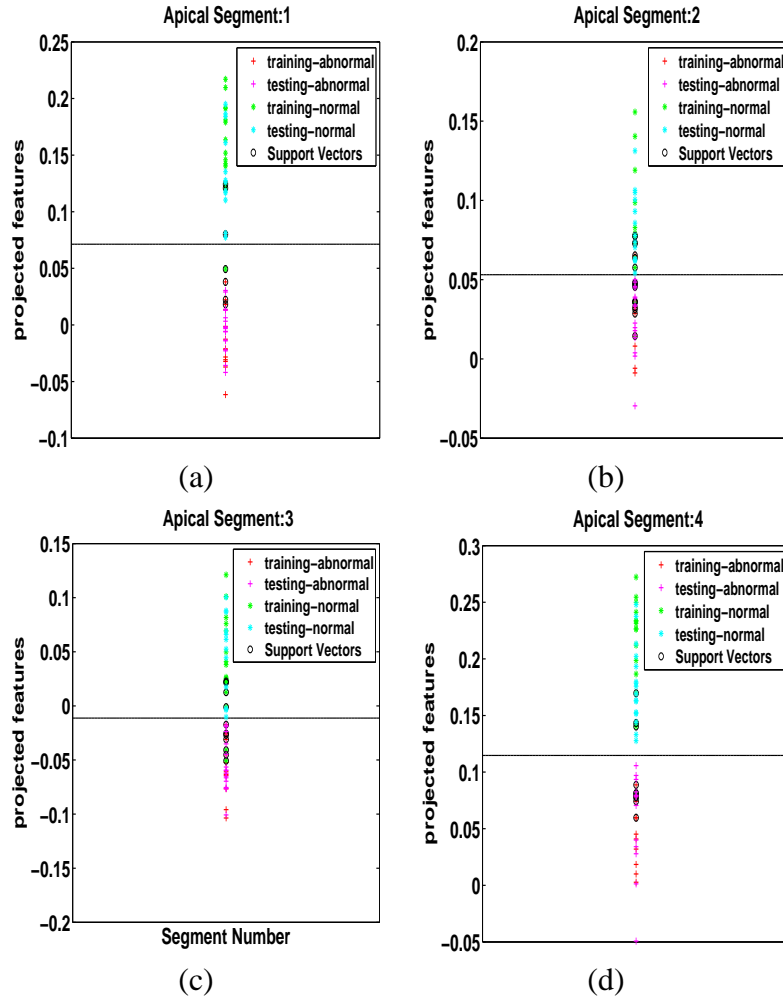 Apical Segment:1
0.25
0.2
0.15
0.1
0.05
0
−0.05
−0.1
projected features
training−abnormal
testing−abnormal
training−normal
testing−normal
Support Vectors
(a)
Apical Segment:2
0.2
0.15
0.1
0.05
0
−0.05
projected features
training−abnormal
testing−abnormal
training−normal
testing−normal
Support Vectors
(b)
Apical Segment:3
0.15
0.1
0.05
0
−0.05
−0.1
−0.2
projected features
training−abnormal
testing−abnormal
training−normal
testing−normal
Support Vectors
Segment Number
(c)
Apical Segment:4
0.3
0.25
0.2
0.15
0.1
0.05
0
−0.05
projected features
training−abnormal
testing−abnormal
training−normal
testing−normal
Support Vectors
(d)